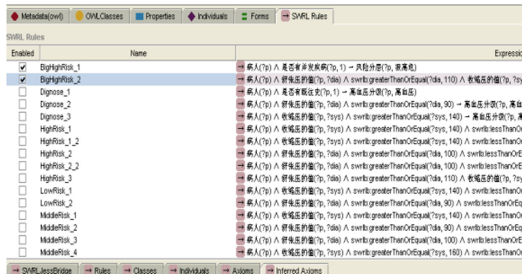 Metadata(owl) OWLClasses Properties Individuals Forms SWRL Rules
SWRL Rules
Enabled Name Expressio
BigHighRisk_1 病人(?p) ∧ 是否有并发疾病(?p, 1) → 风险分层(?p, 很高危)
BigHighRisk_2 病人(?p) ∧ 舒张压的值(?p, ?dia) ∧ swrlb:greaterThanOrEqual(?dia, 110) ∧ 收缩压的值(?p, ?sy
Dignose_1 病人(?p) ∧ 是否有既往史(?p, 1) → 高血压分级(?p, 高血压)
Dignose_2 病人(?p) ∧ 舒张压的值(?p, ?dia) ∧ swrlb:greaterThanOrEqual(?dia, 90) → 高血压分级(?p, 高
Dignose_3 病人(?p) ∧ 收缩压的值(?p, ?sys) ∧ swrlb:greaterThanOrEqual(?sys, 140) → 高血压分级(?p,
HighRisk_1 病人(?p) ∧ 收缩压的值(?p, ?sys) ∧ swrlb:greaterThanOrEqual(?sys, 140) ∧ swrlb:lessThanO
HighRisk_1_2 病人(?p) ∧ 收缩压的值(?p, ?sys) ∧ swrlb:greaterThanOrEqual(?sys, 140) ∧ swrlb:lessThanO
HighRisk_2 病人(?p) ∧ 舒张压的值(?p, ?dia) ∧ swrlb:greaterThanOrEqual(?dia, 100) ∧ swrlb:lessThanOrE
HighRisk_2_2 病人(?p) ∧ 舒张压的值(?p, ?dia) ∧ swrlb:greaterThanOrEqual(?dia, 100) ∧ swrlb:lessThanOrE
HighRisk_3 病人(?p) ∧ 舒张压的值(?p, ?dia) ∧ swrlb:greaterThanOrEqual(?dia, 110) ∧ 收缩压的值(?p, ?sy
LowRisk_1 病人(?p) ∧ 收缩压的值(?p, ?sys) ∧ swrlb:greaterThanOrEqual(?sys, 140) ∧ swrlb:lessThanO
LowRisk_2 病人(?p) ∧ 舒张压的值(?p, ?dia) ∧ swrlb:greaterThanOrEqual(?dia, 90) ∧ swrlb:lessThanOrEq
MiddleRisk_1 病人(?p) ∧ 收缩压的值(?p, ?sys) ∧ swrlb:greaterThanOrEqual(?sys, 140) ∧ swrlb:lessThanO
MiddleRisk_2 病人(?p) ∧ 舒张压的值(?p, ?dia) ∧ swrlb:greaterThanOrEqual(?dia, 90) ∧ swrlb:lessThanOrEq
MiddleRisk_3 病人(?p) ∧ 舒张压的值(?p, ?dia) ∧ swrlb:greaterThanOrEqual(?dia, 100) ∧ swrlb:lessThanOrE
MiddleRisk_4 病人(?p) ∧ 收缩压的值(?p, ?sys) ∧ swrlb:greaterThanOrEqual(?sys, 160) ∧ swrlb:lessThanO
SWRLJessBridge Rules Classes Individuals Axioms Inferred Axioms